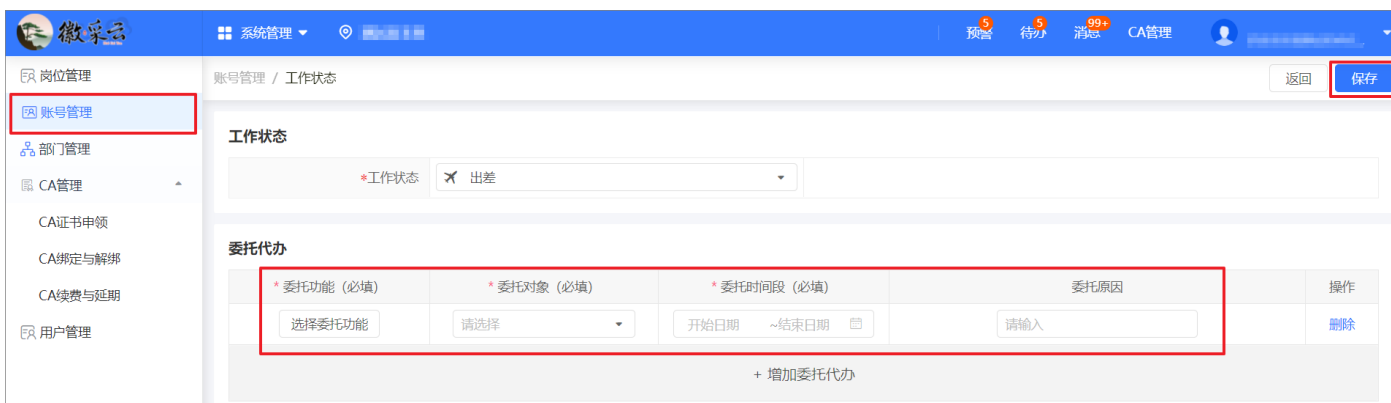 徽采云 系统管理 预警 5 待办 5 消息 99+ CA管理
岗位管理
账号管理 / 工作状态 返回 保存
账号管理
工作状态
部门管理
*工作状态 出差
CA管理
CA证书申领
委托代办
CA绑定与解绑
* 委托功能（必填） * 委托对象（必填） * 委托时间段（必填） 委托原因 操作
CA续费与延期
选择委托功能 请选择 开始日期 ~结束日期 请输入 删除
用户管理
+ 增加委托代办